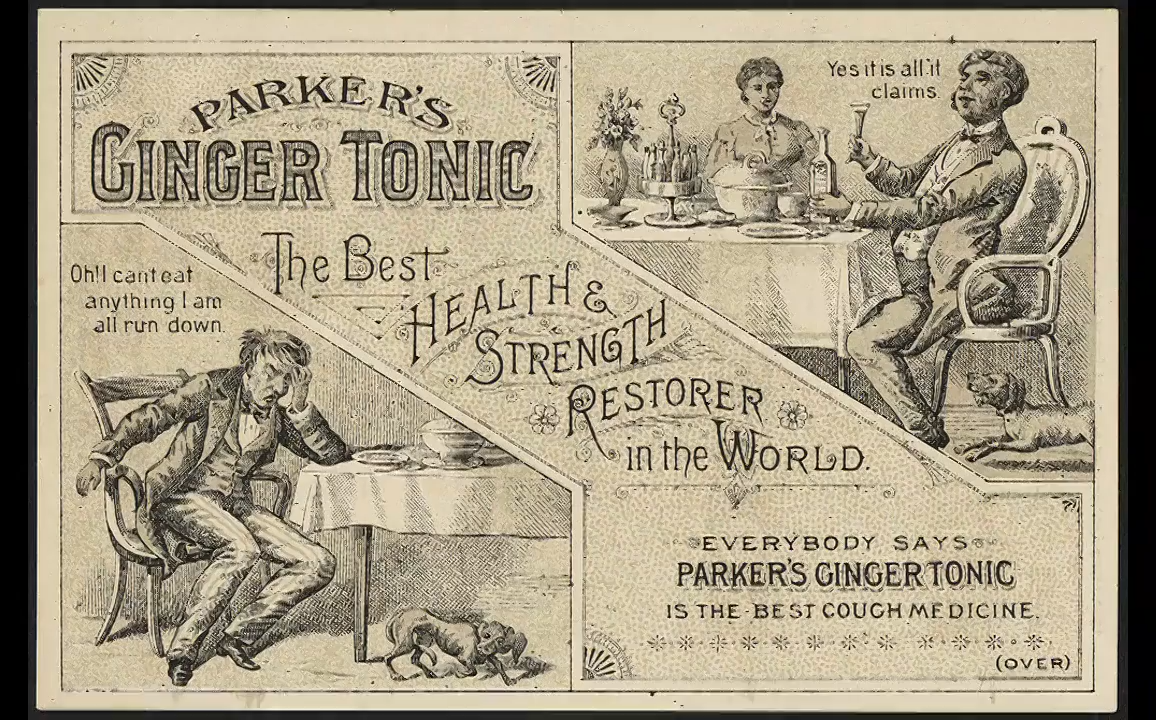 PARKER'S
GINGER TONIC
The Best
HEALTH &
STRENGTH
RESTORER
in the WORLD.
Oh!I can't eat
anything I am
all run down.
Yes it is all it
claims.
EVERYBODY SAYS
PARKER'S GINGER TONIC
IS THE BEST COUGH MEDICINE.
(OVER)